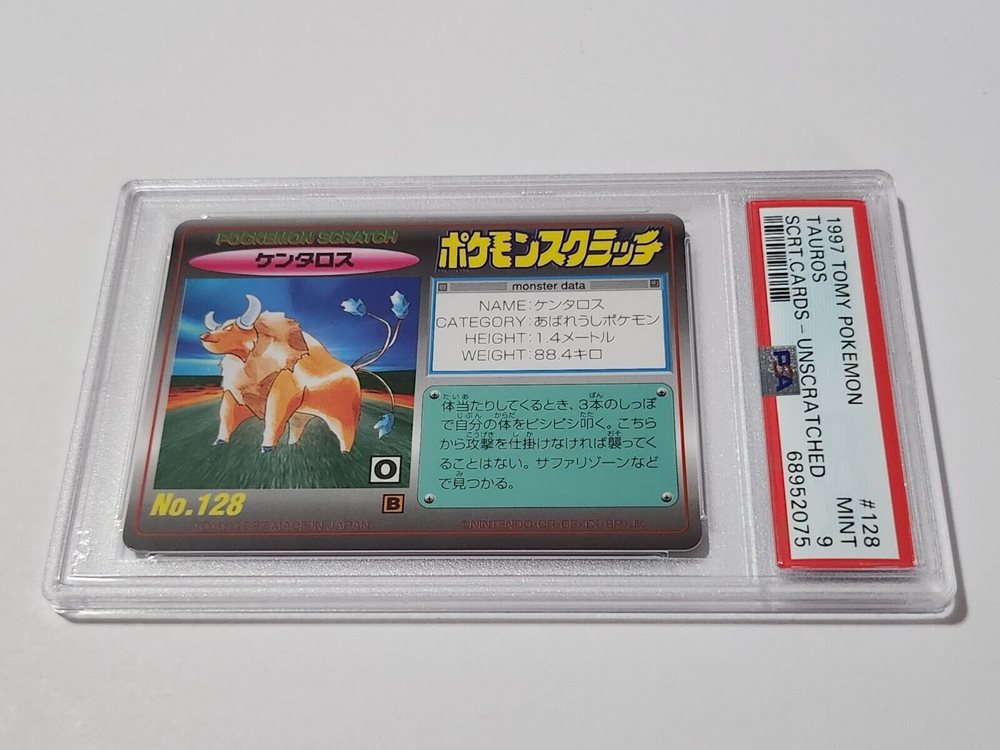 POCKEMON SCRATCH
ケンタロス
ポケモンスクラッチ
monster data
NAME:ケンタロス
CATEGORY:あばれうしポケモン
HEIGHT:1.4メートル
WEIGHT:88.4キロ
体当たりしてくるとき、3本のしっぽ
で自分の体をピシピシ叩く。こちら
から攻撃を仕掛けなければ襲ってく
ることはない。サファリゾーンなど
で見つかる。
O
B
No.128
MADE IN JAPAN
©NINTENDO・CR・GF・TX・SP・JK
1997 TOMY POKEMON
TAUROS
SCRT.CARDS - UNSCRATCHED
#128
MINT
9
68952075
PSA